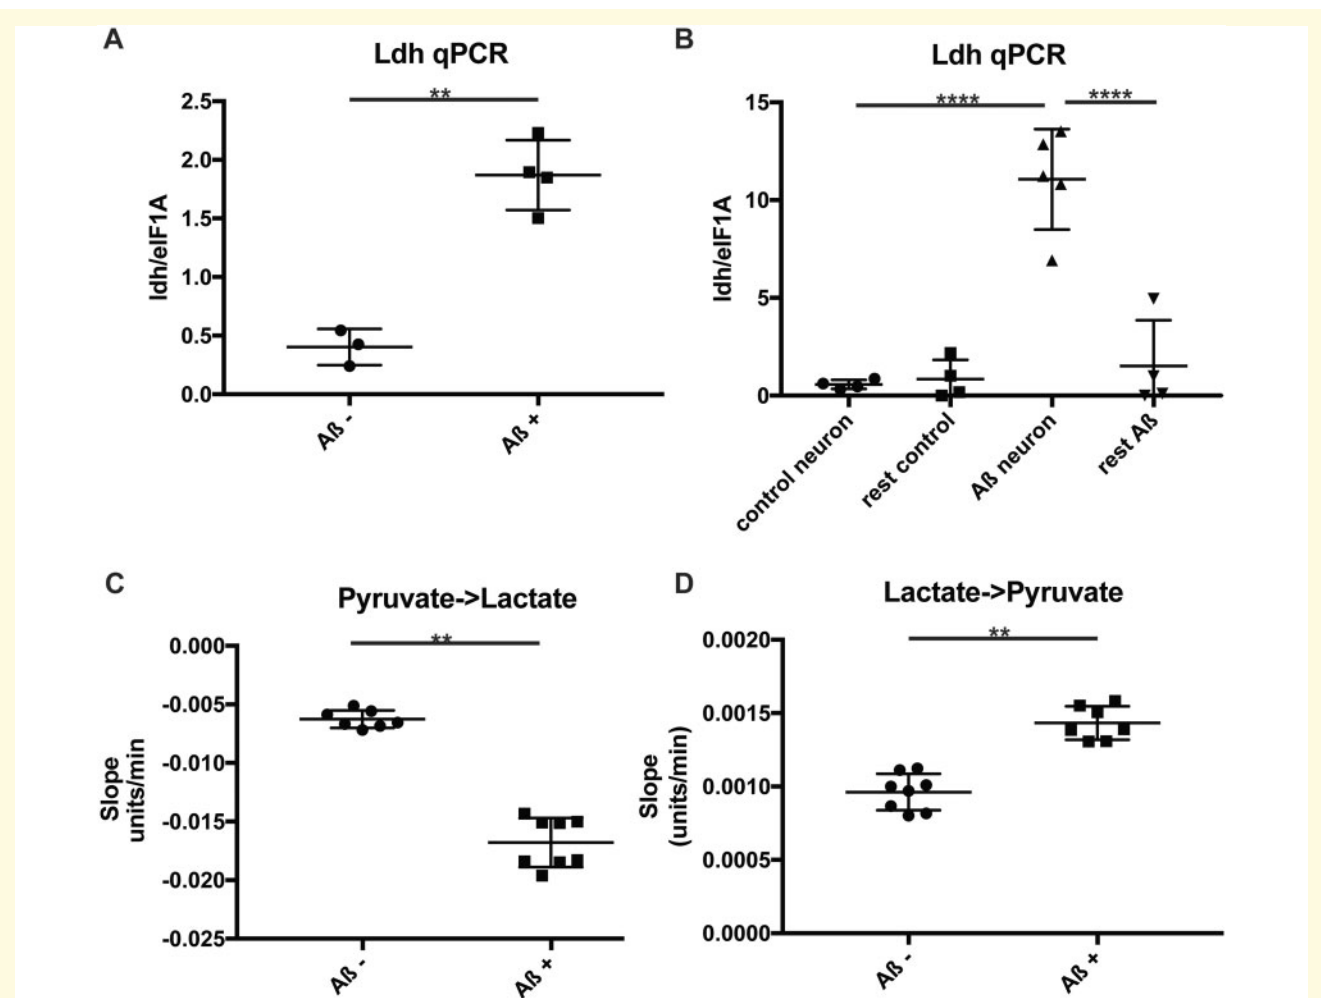 A
Ldh qPCR
**
2.5
2.0
1.5
1.0
0.5
0.0
ldh/eIF1A
Aß -
Aß +
B
Ldh qPCR
****
****
15
10
5
0
ldh/eIF1A
control neuron
rest control
Aß neuron
rest Aß
C
Pyruvate->Lactate
**
0.000
-0.005
-0.010
-0.015
-0.020
-0.025
Slope
units/min
Aß -
Aß +
D
Lactate->Pyruvate
**
0.0020
0.0015
0.0010
0.0005
0.0000
Slope
(units/min)
Aß -
Aß +